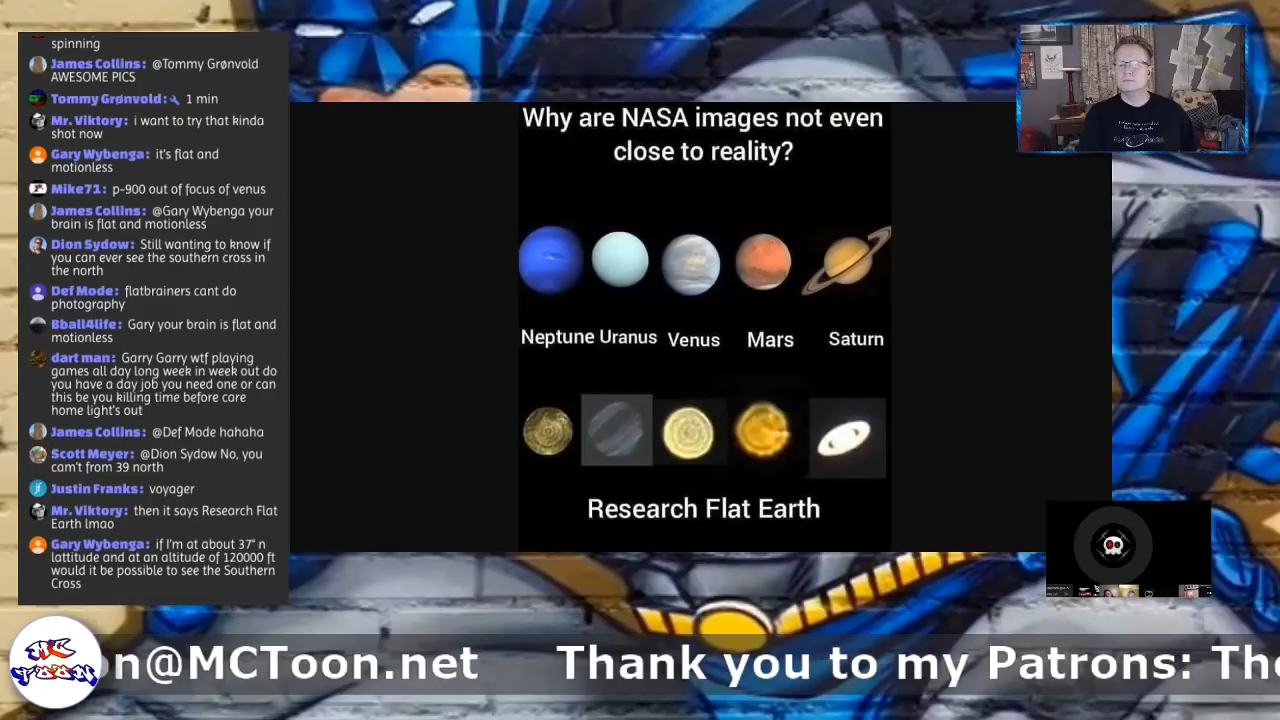 spinning
James Collins: @Tommy Grønvold
AWESOME PICS
Tommy Grønvold: 1 min
Mr. Viktory: i want to try that kinda
shot now
Gary Wybenga: it's flat and
motionless
Mike71: p-900 out of focus of venus
James Collins: @Gary Wybenga your
brain is flat and motionless
Dion Sydow: Still wanting to know if
you can ever see the southern cross in
the north
Def Mode: flatbrainers cant do
photography
Bball4life: Gary your brain is flat and
motionless
dart man: Garry Garry wtf playing
games all day long week in week out do
you have a day job you need one or can
this be you killing time before care
home light's out
James Collins: @Def Mode hahaha
Scott Meyer: @Dion Sydow No, you
cam't from 39 north
Justin Franks: voyager
Mr. Viktory: then it says Research Flat
Earth lmao
Gary Wybenga: if I'm at about 37° n
lattitude and at an altitude of 120000 ft
would it be possible to see the Southern
Cross
Why are NASA images not even
close to reality?
Neptune Uranus Venus Mars Saturn
Research Flat Earth
MC
TOON
on@MCToon.net Thank you to my Patrons: The